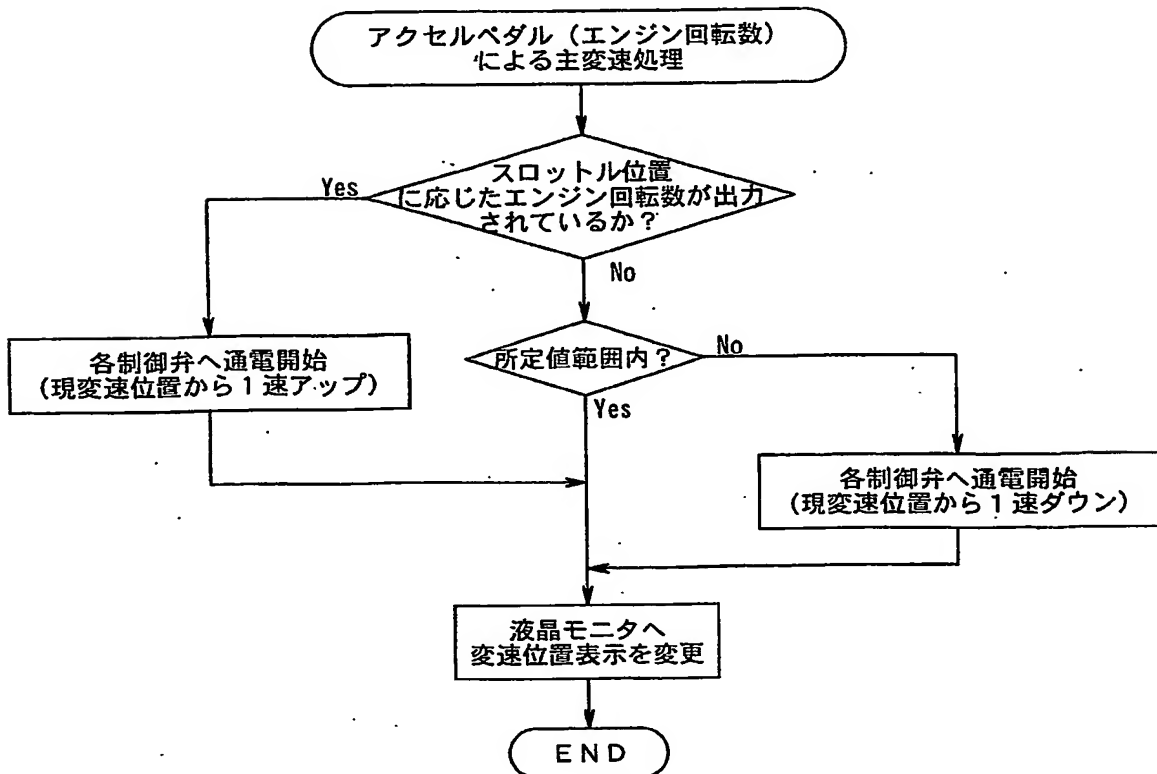 アクセルペダル（エンジン回転数）
による主変速処理
スロットル位置
に応じたエンジン回転数が出力
されているか？
Yes
No
各制御弁へ通電開始
（現変速位置から１速アップ）
所定値範囲内？
No
Yes
各制御弁へ通電開始
（現変速位置から１速ダウン）
液晶モニタへ
変速位置表示を変更
ＥＮＤ